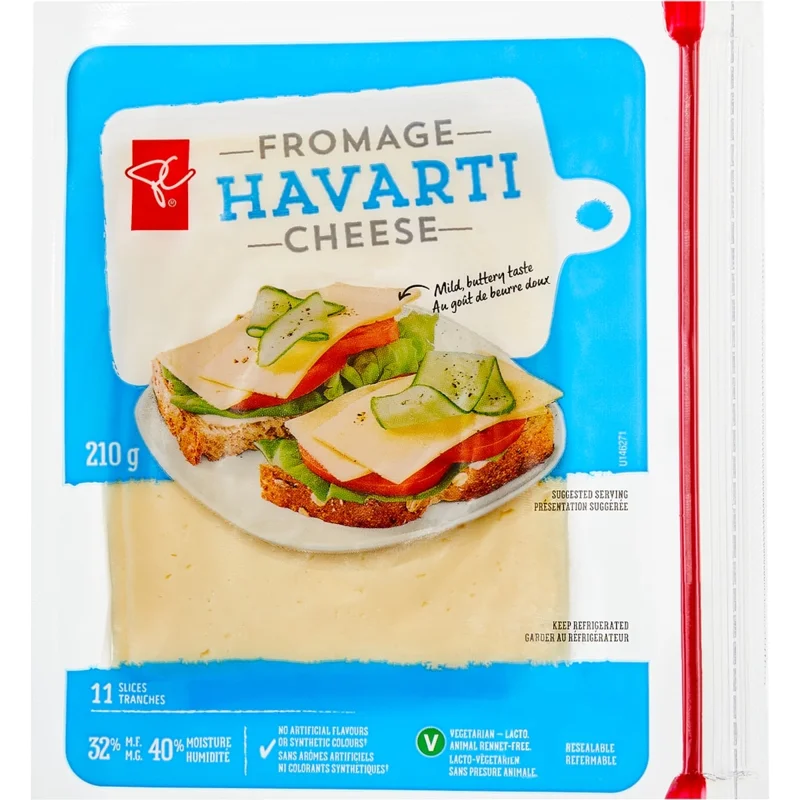 —FROMAGE—
HAVARTI
—CHEESE—
PC®
Mild, buttery taste
Au goût de beurre doux
210 g
U146271
SUGGESTED SERVING
PRÉSENTATION SUGGÉRÉE
KEEP REFRIGERATED
GARDER AU RÉFRIGÉRATEUR
11 SLICES
TRANCHES
32% M.F.
M.G.
40% MOISTURE
HUMIDITÉ
NO ARTIFICIAL FLAVOURS
OR SYNTHETIC COLOURS†
SANS ARÔMES ARTIFICIELS
NI COLORANTS SYNTHÉTIQUES†
V
VEGETARIAN – LACTO.
ANIMAL RENNET-FREE.
LACTO-VÉGÉTARIEN
SANS PRESURE ANIMALE.
RESEALABLE
REFERMABLE